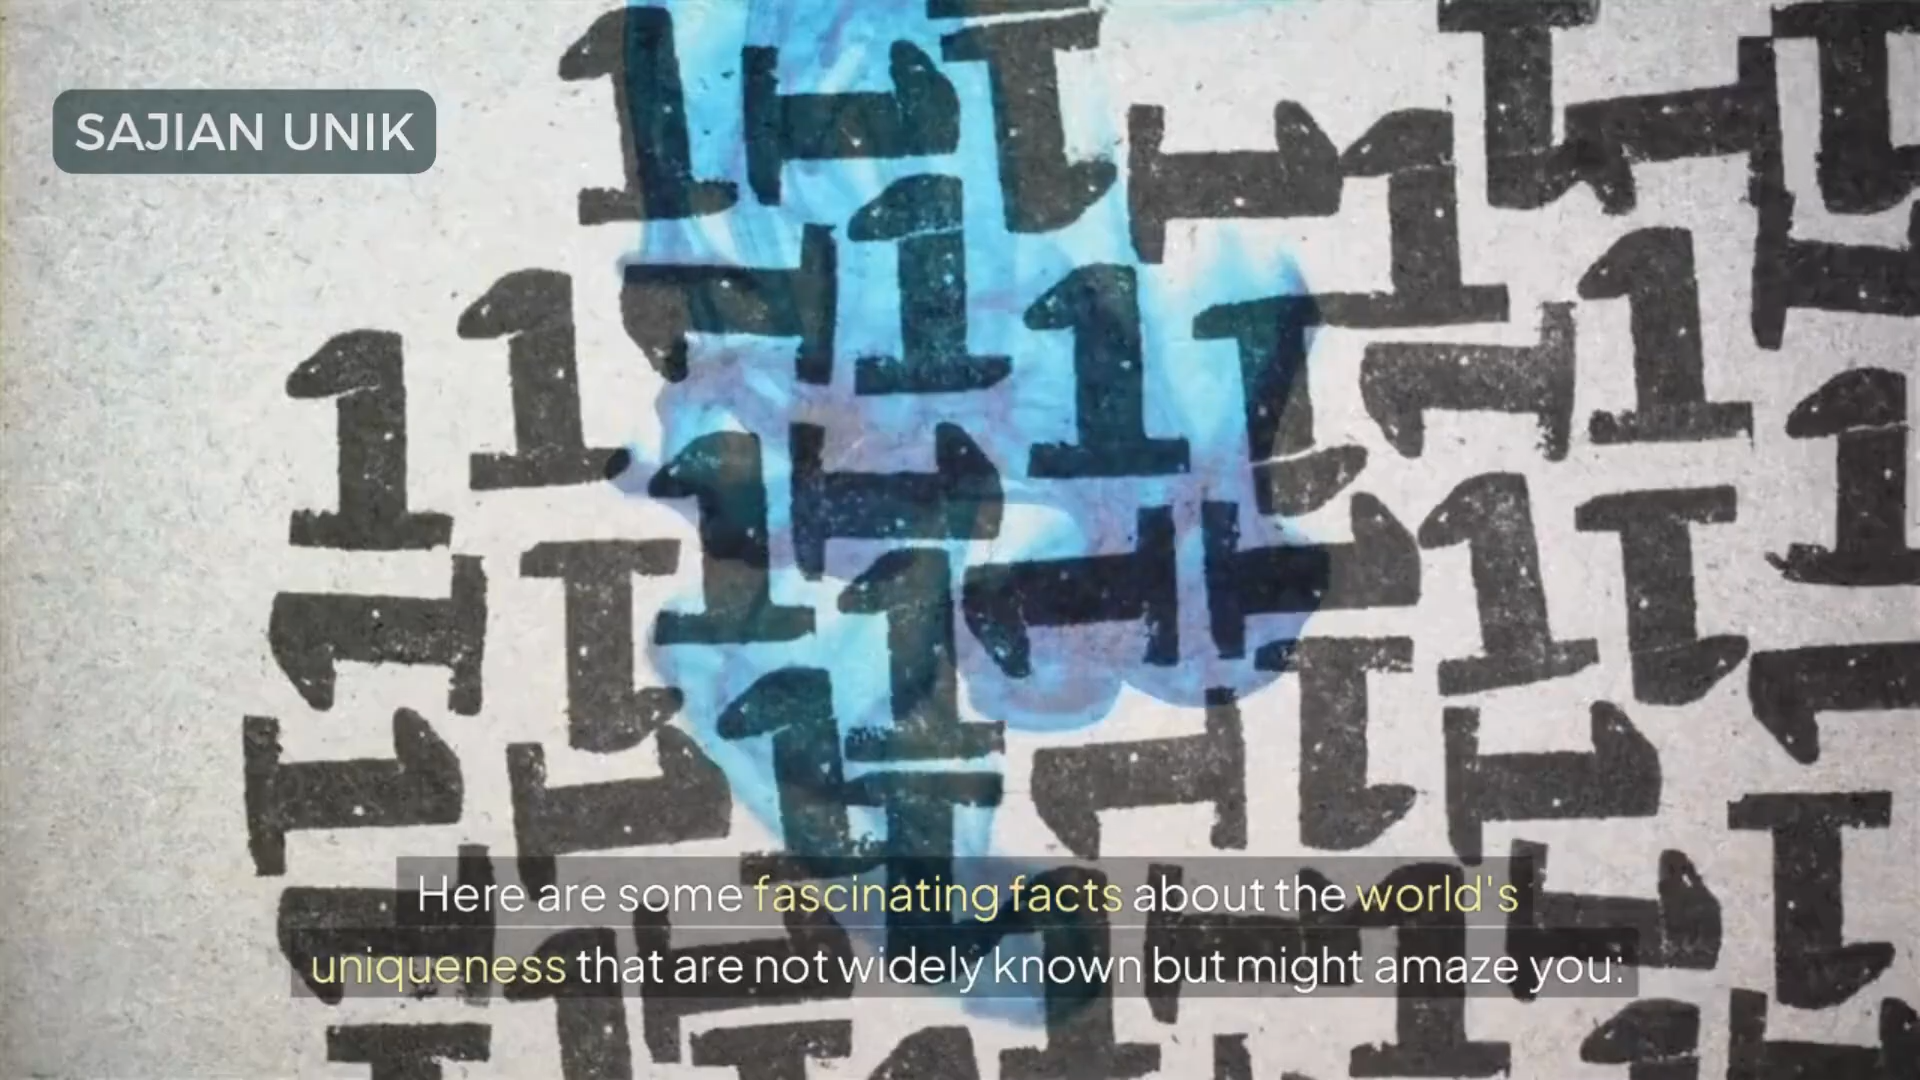 SAJIAN UNIK
Here are some fascinating facts about the world's
uniqueness that are not widely known but might amaze you: